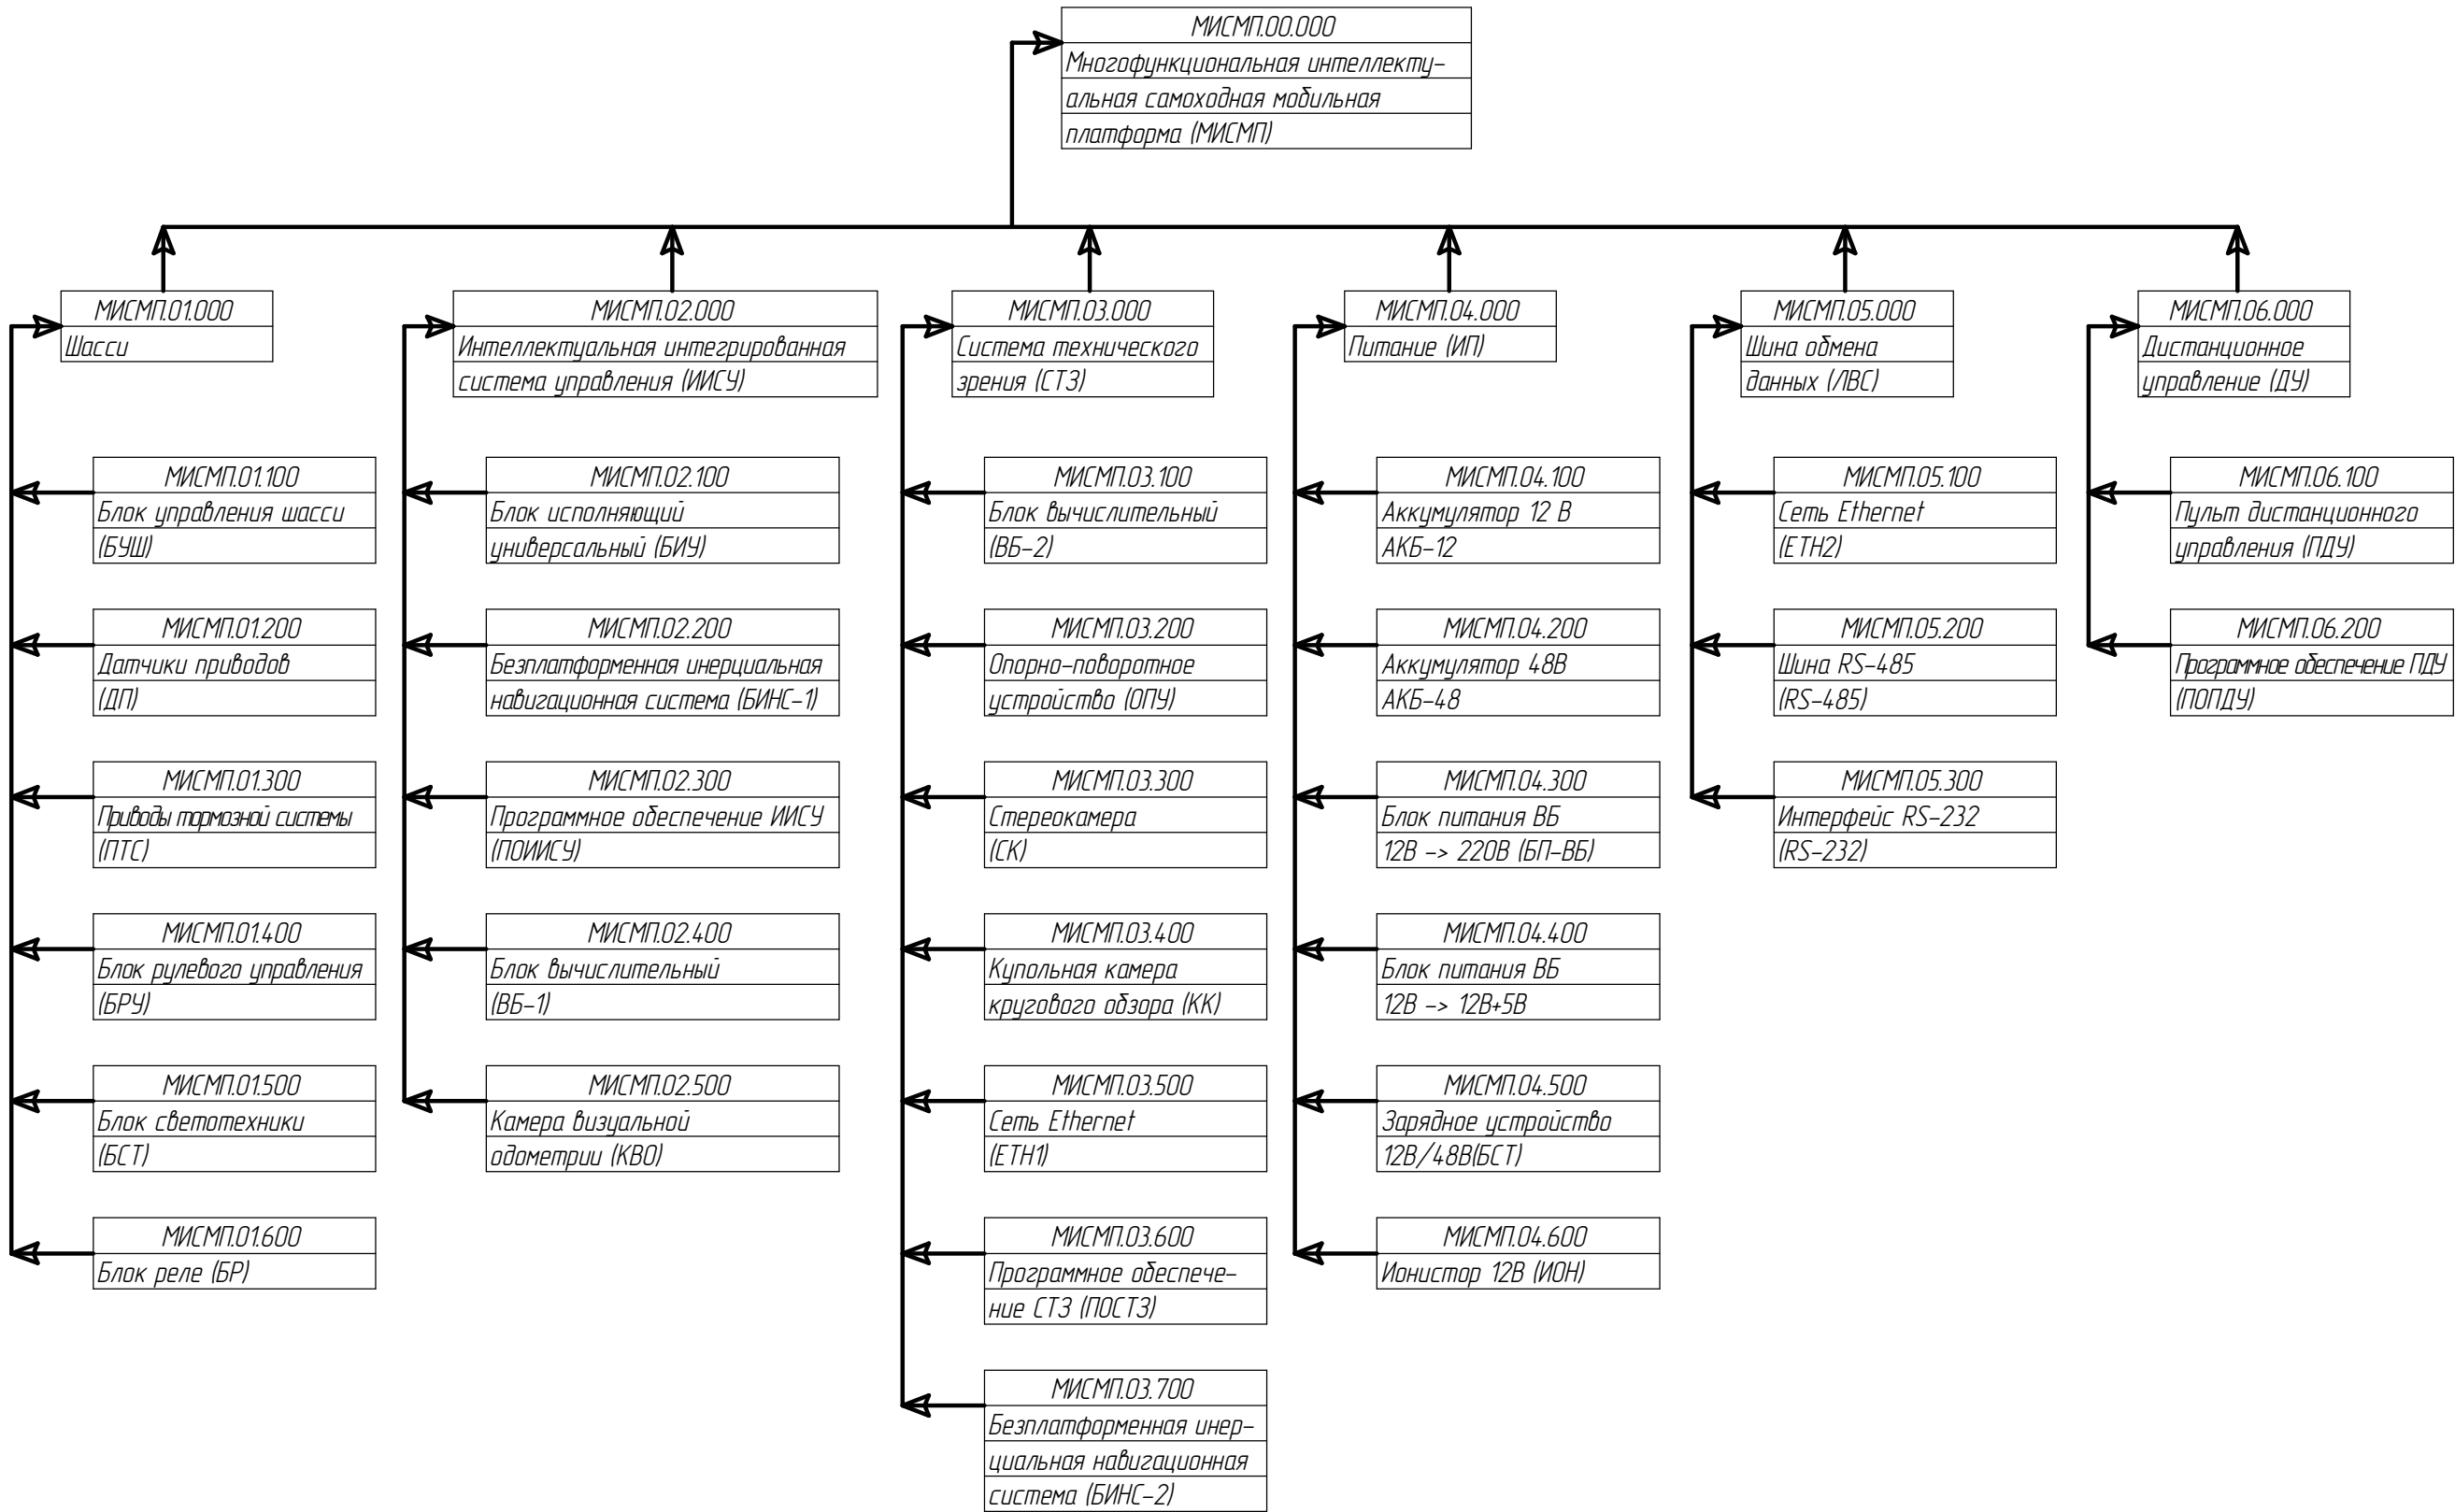 МИСМП.00.000
Многофункциональная интеллекту-
альная самоходная мобильная
платформа (МИСМП)
МИСМП.01.000
Шасси
МИСМП.01.100
Блок управления шасси
(БУШ)
МИСМП.01.200
Датчики приводов
(ДП)
МИСМП.01.300
Приводы тормозной системы
(ПТС)
МИСМП.01.400
Блок рулевого управления
(БРУ)
МИСМП.01.500
Блок светотехники
(БСТ)
МИСМП.01.600
Блок реле (БР)
МИСМП.02.000
Интеллектуальная интегрированная
система управления (ИИСУ)
МИСМП.02.100
Блок исполняющий
универсальный (БИУ)
МИСМП.02.200
Безплатформенная инерциальная
навигационная система (БИНС-1)
МИСМП.02.300
Программное обеспечение ИИСУ
(ПОИИСУ)
МИСМП.02.400
Блок вычислительный
(ВБ-1)
МИСМП.02.500
Камера визуальной
одометрии (КВО)
МИСМП.03.000
Система технического
зрения (СТЗ)
МИСМП.03.100
Блок вычислительный
(ВБ-2)
МИСМП.03.200
Опорно-поворотное
устройство (ОПУ)
МИСМП.03.300
Стереокамера
(СК)
МИСМП.03.400
Купольная камера
кругового обзора (КК)
МИСМП.03.500
Сеть Ethernet
(ETH1)
МИСМП.03.600
Программное обеспече-
ние СТЗ (ПОСТЗ)
МИСМП.03.700
Безплатформенная инер-
циальная навигационная
система (БИНС-2)
МИСМП.04.000
Питание (ИП)
МИСМП.04.100
Аккумулятор 12 В
АКБ-12
МИСМП.04.200
Аккумулятор 48В
АКБ-48
МИСМП.04.300
Блок питания ВБ
12В -> 220В (БП-ВБ)
МИСМП.04.400
Блок питания ВБ
12В -> 12В+5В
МИСМП.04.500
Зарядное устройство
12В/48В(БСТ)
МИСМП.04.600
Ионистор 12В (ИОН)
МИСМП.05.000
Шина обмена
данных (ЛВС)
МИСМП.05.100
Сеть Ethernet
(ETH2)
МИСМП.05.200
Шина RS-485
(RS-485)
МИСМП.05.300
Интерфейс RS-232
(RS-232)
МИСМП.06.000
Дистанционное
управление (ДУ)
МИСМП.06.100
Пульт дистанционного
управления (ПДУ)
МИСМП.06.200
Программное обеспечение ПДУ
(ПОПДУ)